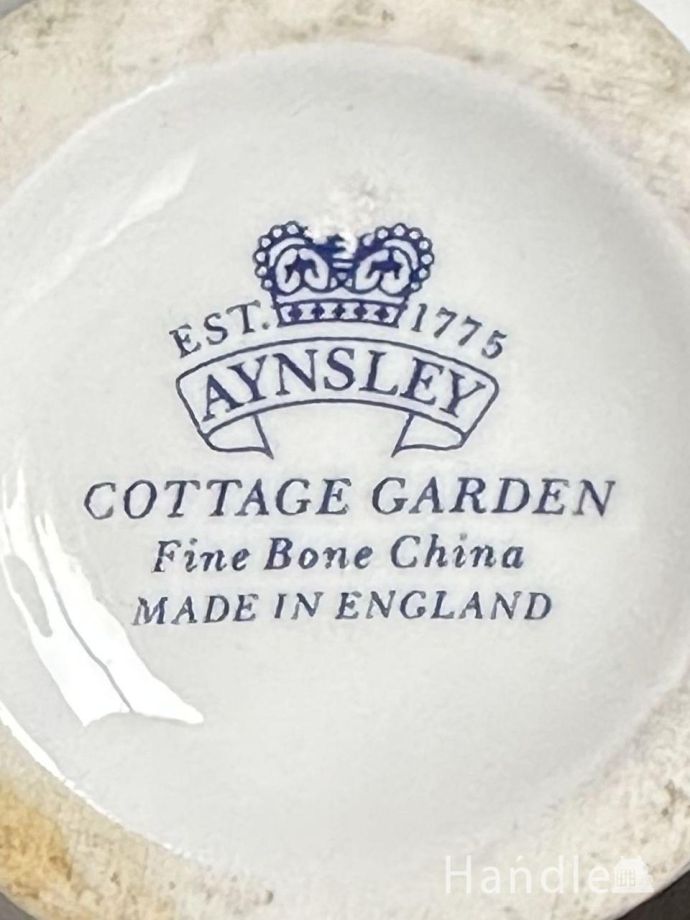 EST. 1775
AYNSLEY
COTTAGE GARDEN
Fine Bone China
MADE IN ENGLAND
Handle